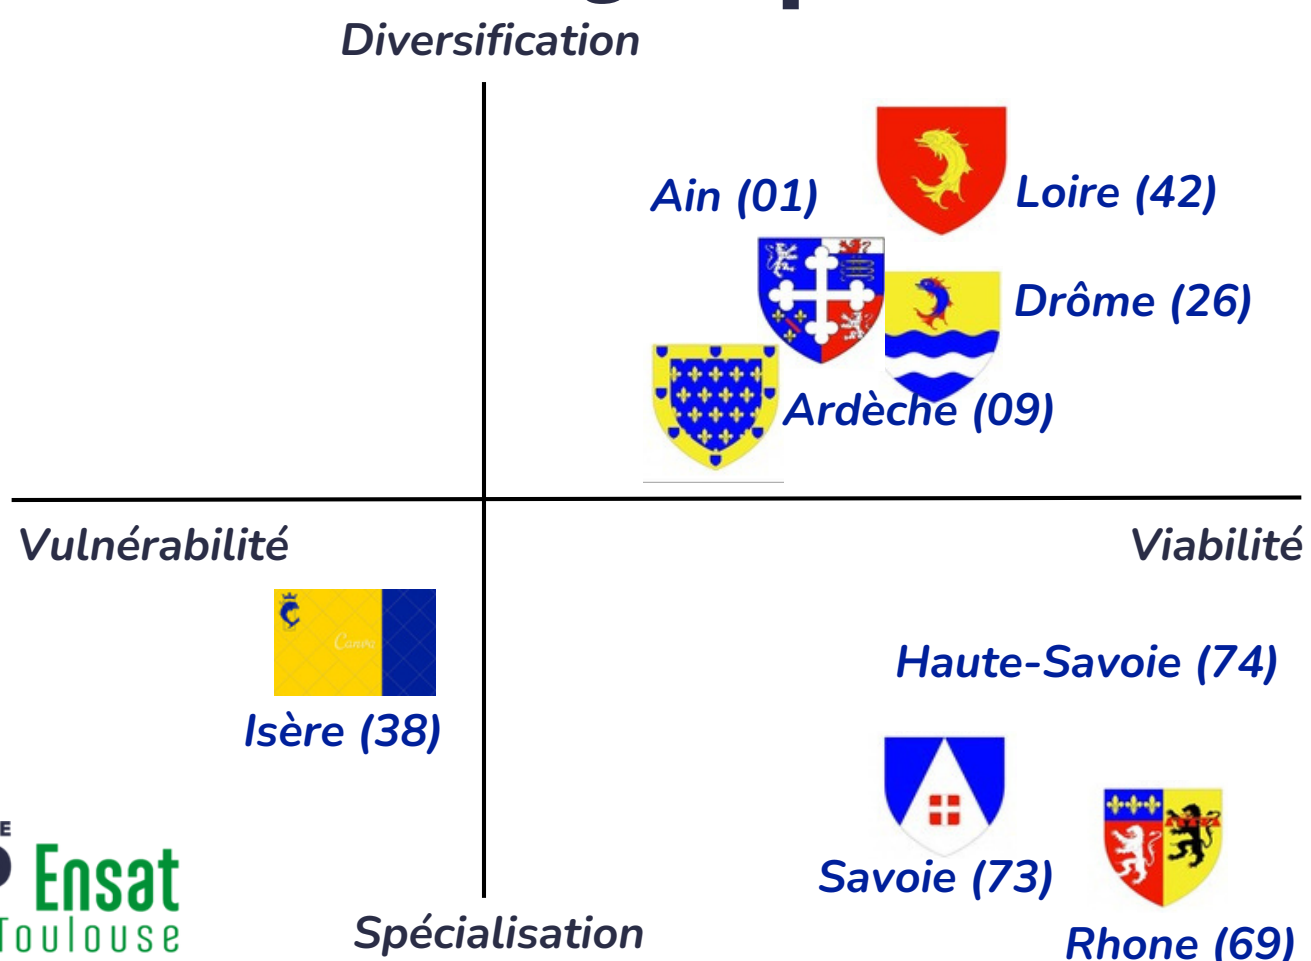 Diversification
Ain (01)
Loire (42)
Drôme (26)
Ardèche (09)
Vulnérabilité
Viabilité
Canva
Haute-Savoie (74)
Isère (38)
Savoie (73)
Ensat
Toulouse
Spécialisation
Rhone (69)